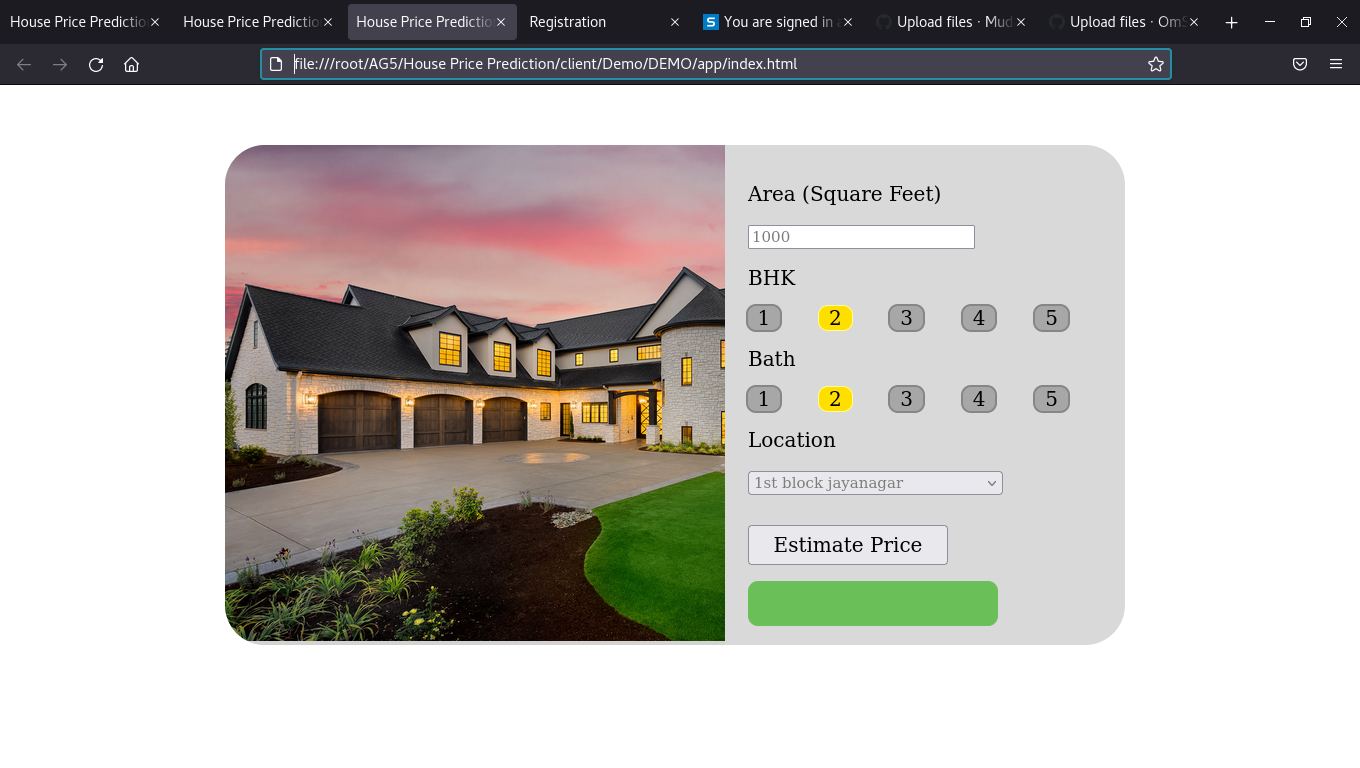 House Price Predictio
House Price Predictio
House Price Predictio
Registration
S You are signed in a
Upload files · Mud
Upload files · OmS
file:///root/AG5/House Price Prediction/client/Demo/DEMO/app/index.html
Area (Square Feet)
1000
BHK
1 2 3 4 5
Bath
1 2 3 4 5
Location
1st block jayanagar
Estimate Price